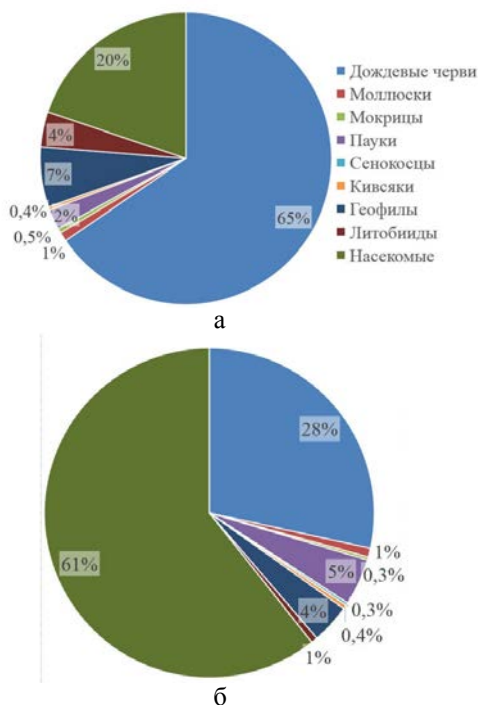 20%
4%
7%
0,4%
2%
0,5%
1%
65%
Дождевые черви
Моллюски
Мокрицы
Пауки
Сенокосцы
Кивсяки
Геофилы
Литобииды
Насекомые
а
28%
61%
1%
5%
0,3%
0,3%
4%
0,4%
1%
б